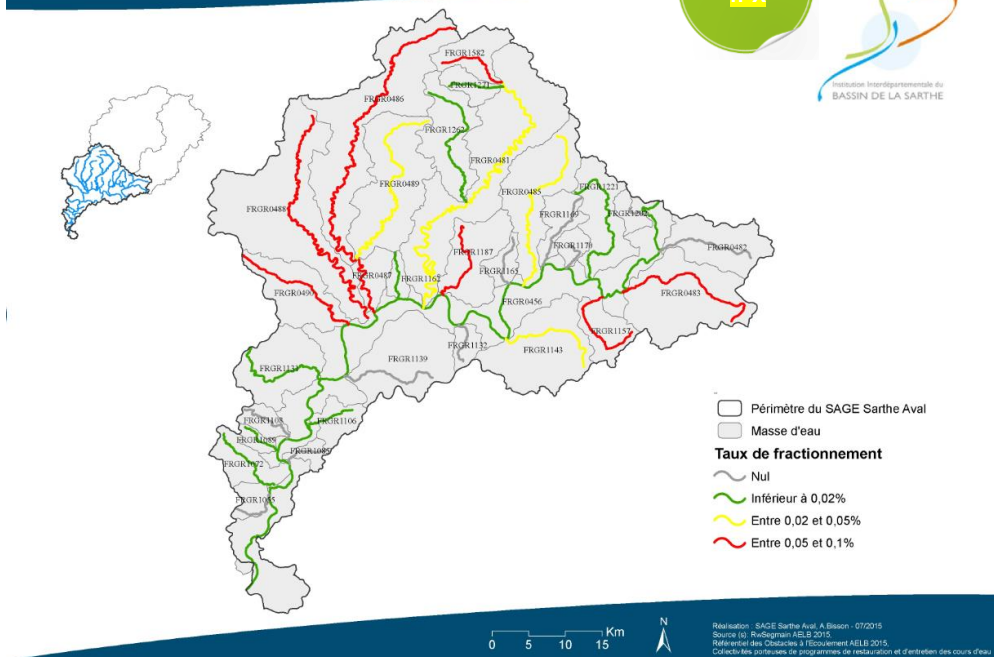 Institution Interdépartementale du
BASSIN DE LA SARTHE
FRGR1582
FRGR1271
FRGR0486
FRGR1262
FRGR0481
FRGR0489
FRGR0485
FRGR1221
FRGR0488
FRGR1149
FRGR0482
FRGR1187
FRGR1165
FRGR0487
FRGR1162
FRGR0490
FRGR0483
FRGR0456
FRGR1157
FRGR1132
FRGR1143
FRGR1139
FRGR1131
FRGR1106
FRGR1085
FRGR1072
Périmètre du SAGE Sarthe Aval
Masse d'eau
Taux de fractionnement
Nul
Inférieur à 0,02%
Entre 0,02 et 0,05%
Entre 0,05 et 0,1%
N
Km
0 5 10 15
Réalisation : SAGE Sarthe Aval, A.Bisson - 07/2015
Source (s): RwSegmain AELB 2015,
Référentiel des Obstacles à l'Ecoulement AELB 2015,
Collectivités porteuses de programmes de restauration et d'entretien des cours d'eau